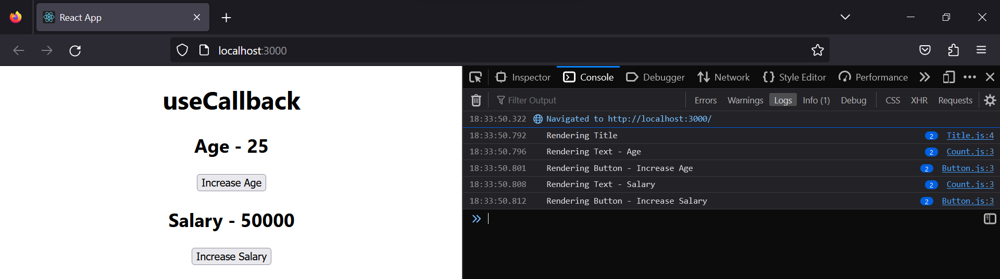 React App
localhost:3000
useCallback
Age - 25
Increase Age
Salary - 50000
Increase Salary
Inspector Console Debugger Network Style Editor Performance
Filter Output Errors Warnings Logs Info (1) Debug CSS XHR Requests
18:33:50.322 Navigated to http://localhost:3000/
18:33:50.792 Rendering Title 2 Title.js:4
18:33:50.796 Rendering Text - Age 2 Count.js:3
18:33:50.801 Rendering Button - Increase Age 2 Button.js:3
18:33:50.808 Rendering Text - Salary 2 Count.js:3
18:33:50.812 Rendering Button - Increase Salary 2 Button.js:3